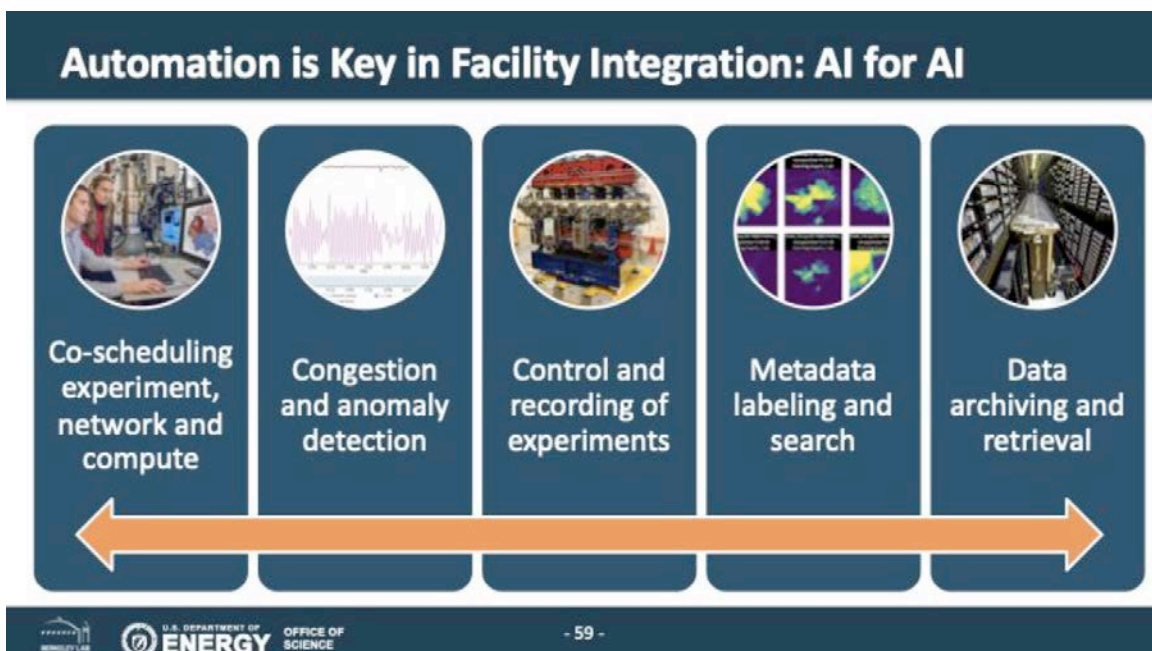 Automation is Key in Facility Integration: AI for AI
Co-scheduling
experiment,
network and
compute
Congestion
and anomaly
detection
Control and
recording of
experiments
Metadata
labeling and
search
Data
archiving and
retrieval
BERKELEY LAB
U.S. DEPARTMENT OF
ENERGY
OFFICE OF
SCIENCE
- 59 -